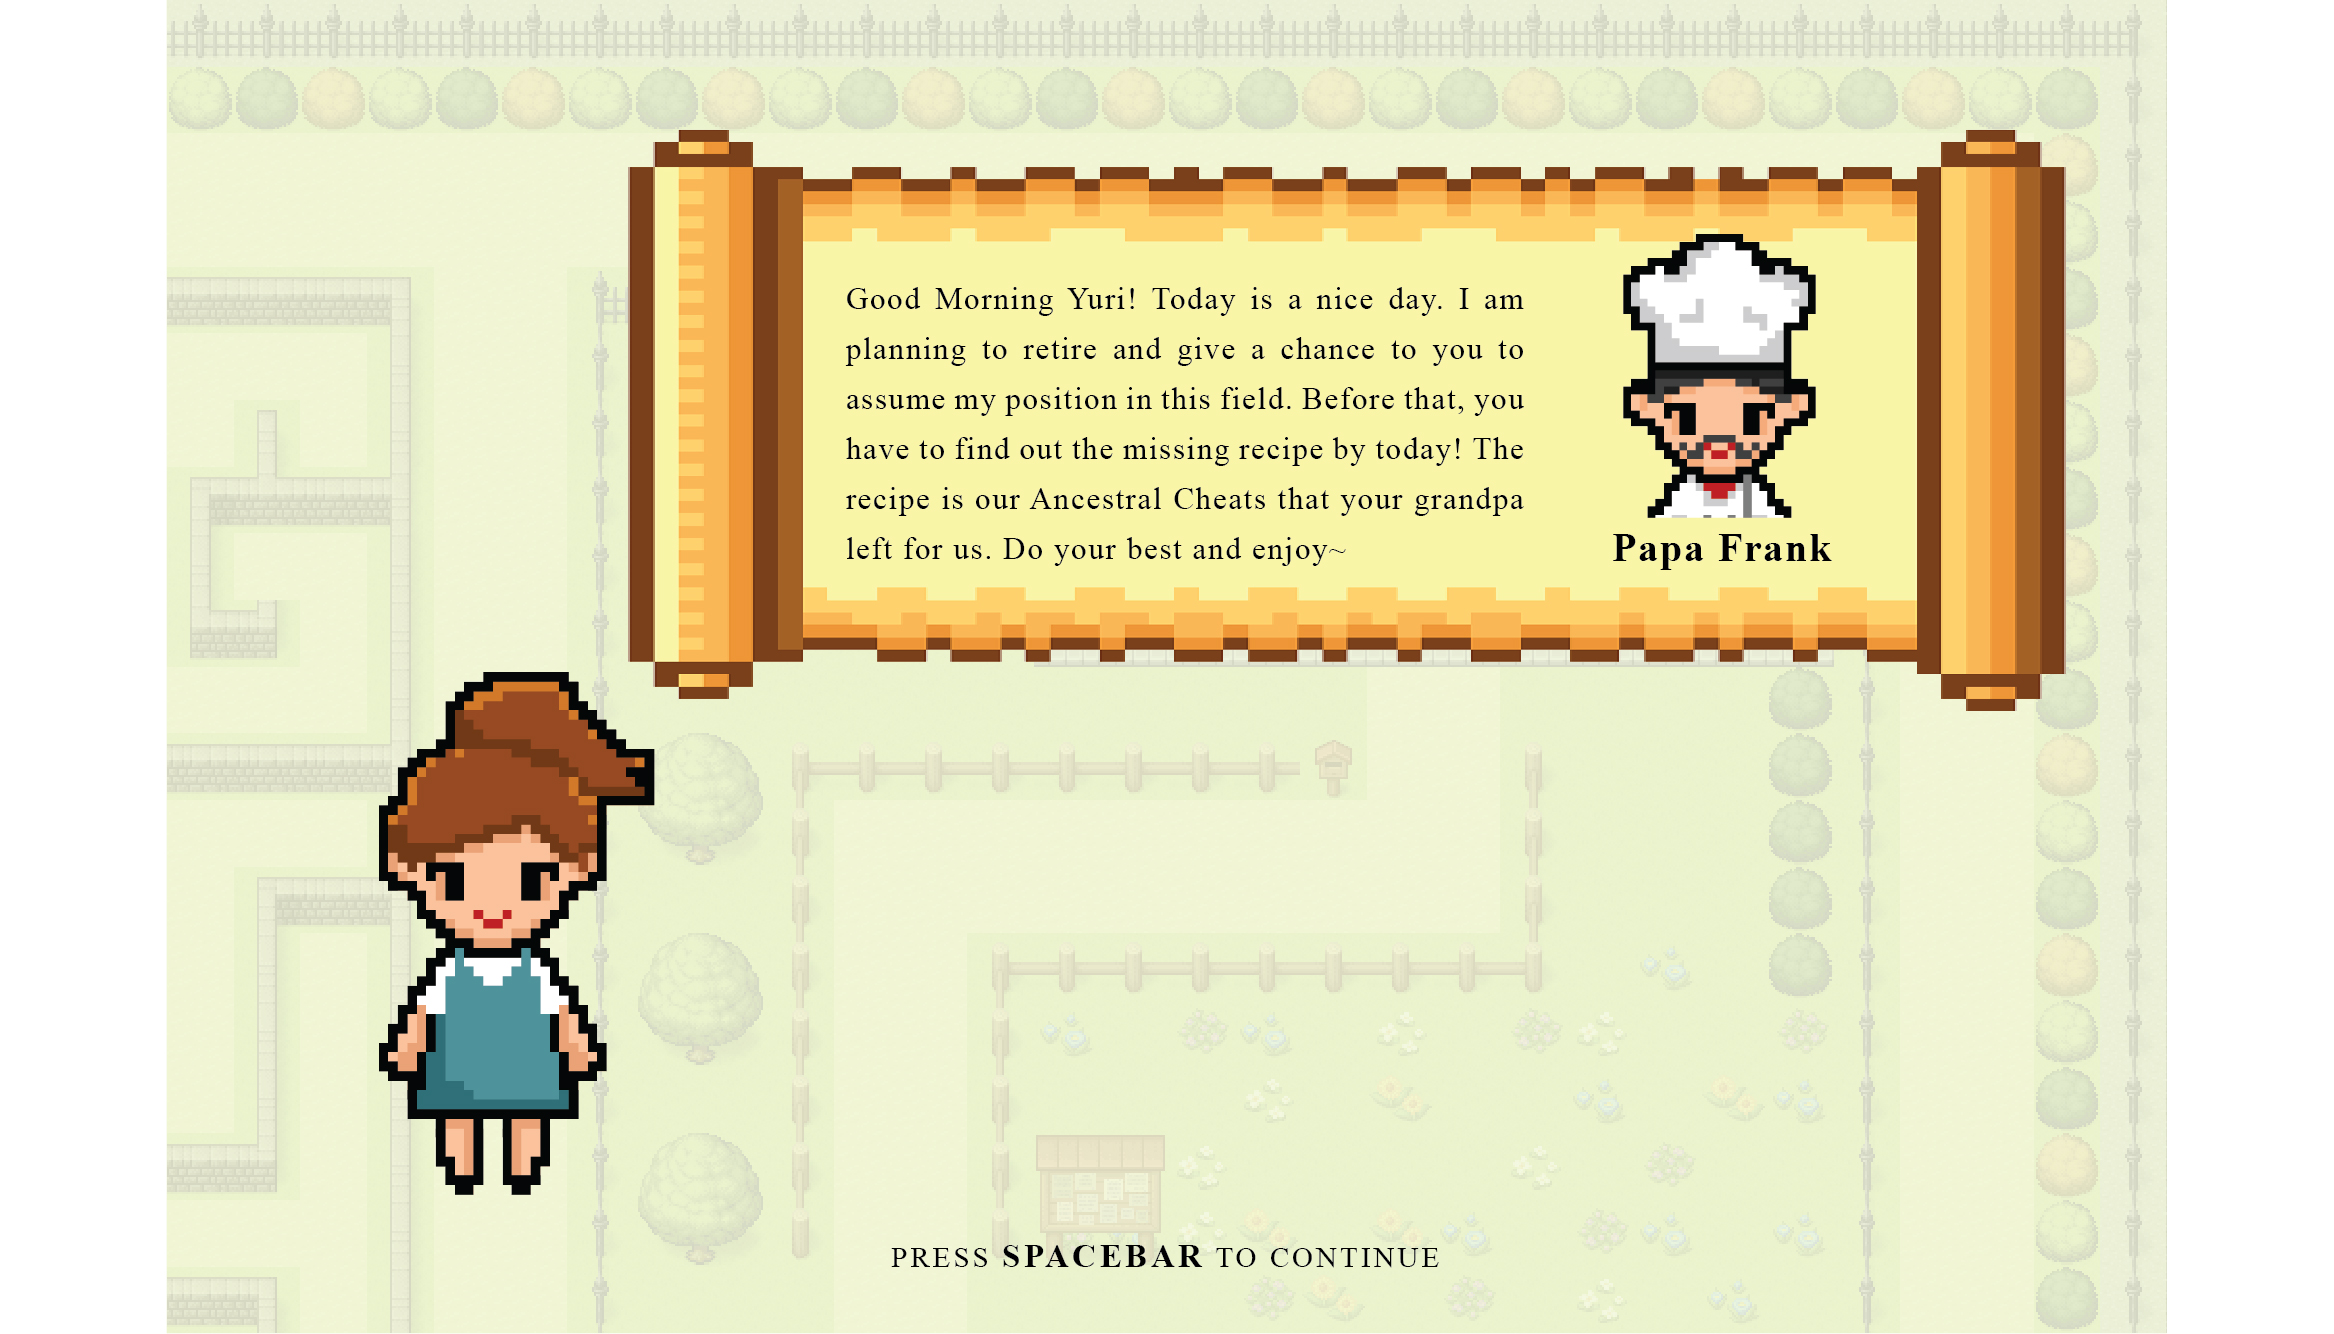 Good Morning Yuri! Today is a nice day. I am
planning to retire and give a chance to you to
assume my position in this field. Before that, you
have to find out the missing recipe by today! The
recipe is our Ancestral Cheats that your grandpa
left for us. Do your best and enjoy~
Papa Frank
PRESS SPACEBAR TO CONTINUE